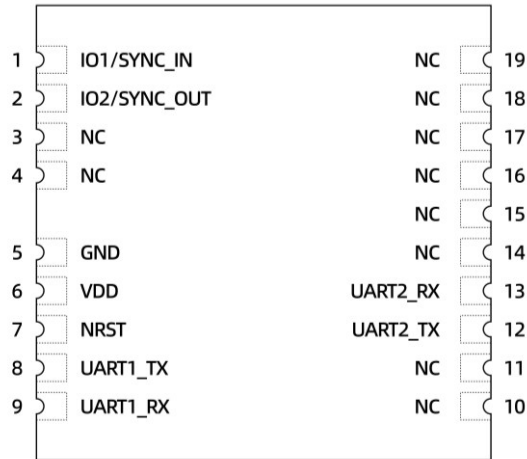 1 IO1/SYNC_IN NC 19
2 IO2/SYNC_OUT NC 18
3 NC NC 17
4 NC NC 16
NC 15
5 GND NC 14
6 VDD UART2_RX 13
7 NRST UART2_TX 12
8 UART1_TX NC 11
9 UART1_RX NC 10